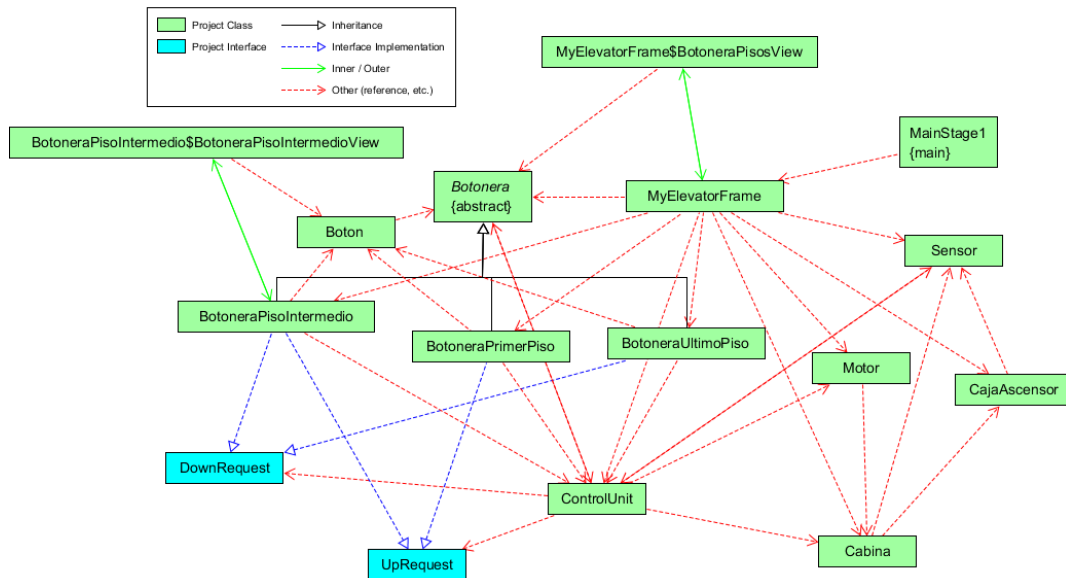 Project Class
Project Interface
Inheritance
Interface Implementation
Inner / Outer
Other (reference, etc.)
MyElevatorFrame$BotoneraPisosView
BotoneraPisoIntermedio$BotoneraPisoIntermedioView
MainStage1
{main}
Botonera
{abstract}
MyElevatorFrame
Boton
Sensor
BotoneraPisoIntermedio
BotoneraPrimerPiso
BotoneraUltimoPiso
Motor
CajaAscensor
DownRequest
ControlUnit
UpRequest
Cabina